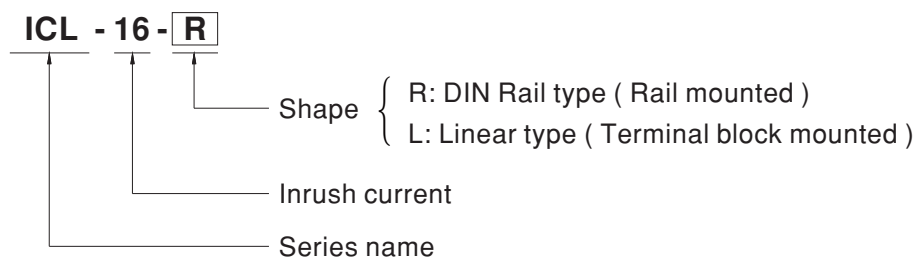 ICL - 16 - R
Shape
R: DIN Rail type ( Rail mounted )
L: Linear type ( Terminal block mounted )
Inrush current
Series name